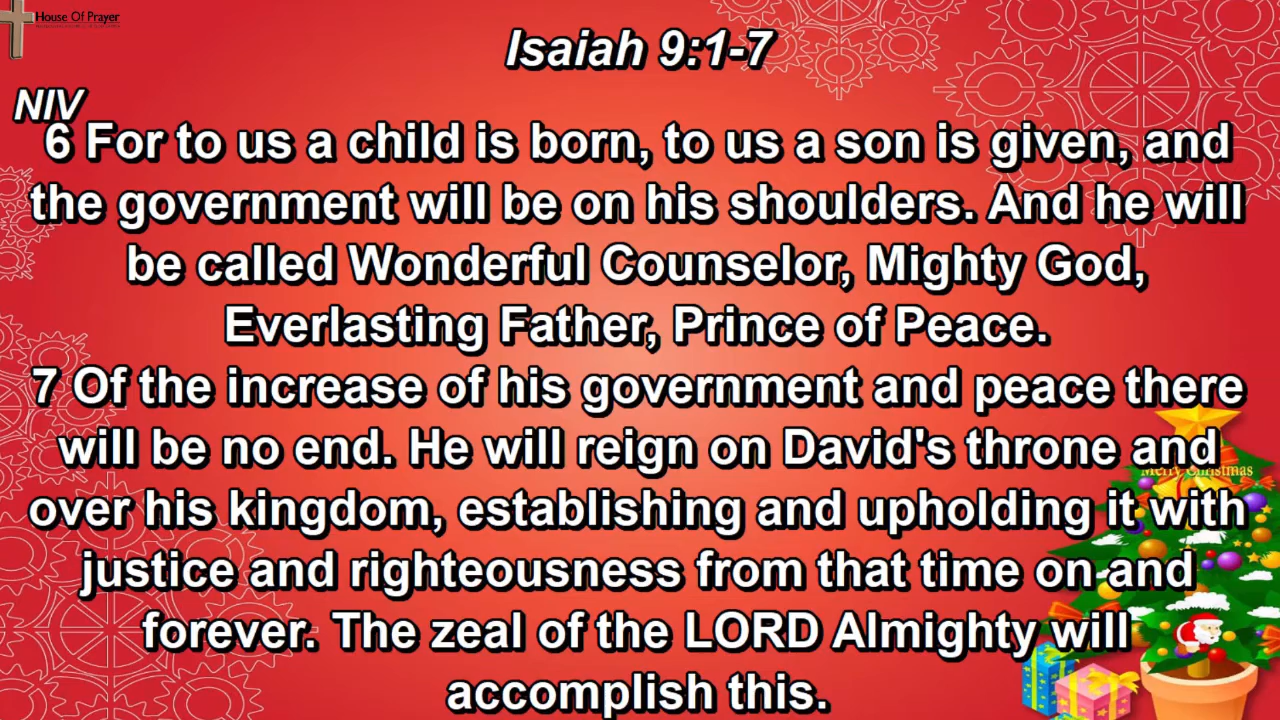 House Of Prayer
Isaiah 9:1-7
NIV
6 For to us a child is born, to us a son is given, and
the government will be on his shoulders. And he will
be called Wonderful Counselor, Mighty God,
Everlasting Father, Prince of Peace.
7 Of the increase of his government and peace there
will be no end. He will reign on David's throne and
Merry Christmas
over his kingdom, establishing and upholding it with
justice and righteousness from that time on and
forever. The zeal of the LORD Almighty will
accomplish this.